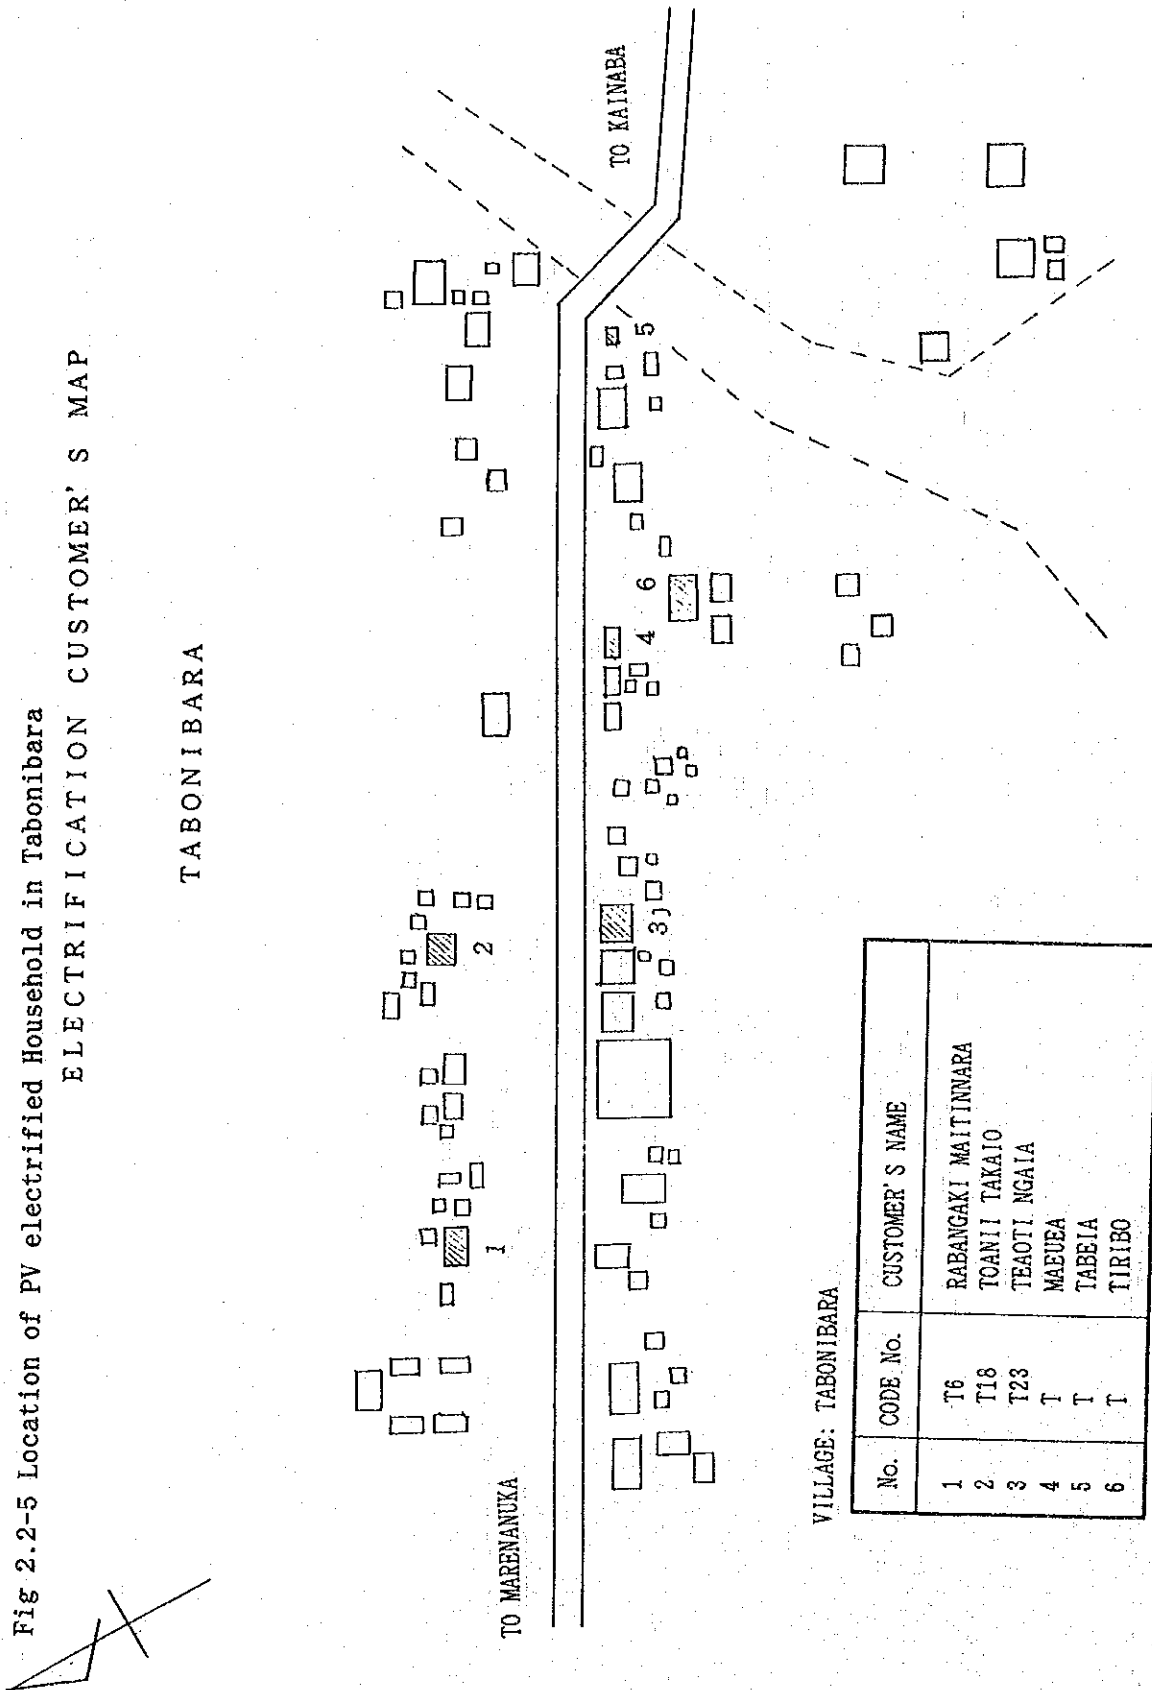 Fig 2.2-5 Location of PV electrified Household in Tabonibara
ELECTRIFICATION CUSTOMER'S MAP
TABONIBARA
TO KAINABA
TO MARENANUKA
1
2
3)
4
6
5
VILLAGE: TABONIBARA
No. CODE No. CUSTOMER'S NAME
1 T6 RABANGAKI MAITINNARA
2 T18 TOANII TAKAIO
3 T23 TEAOTI NGAIA
4 T MAEUEA
5 T TABEIA
6 T TIRIBO